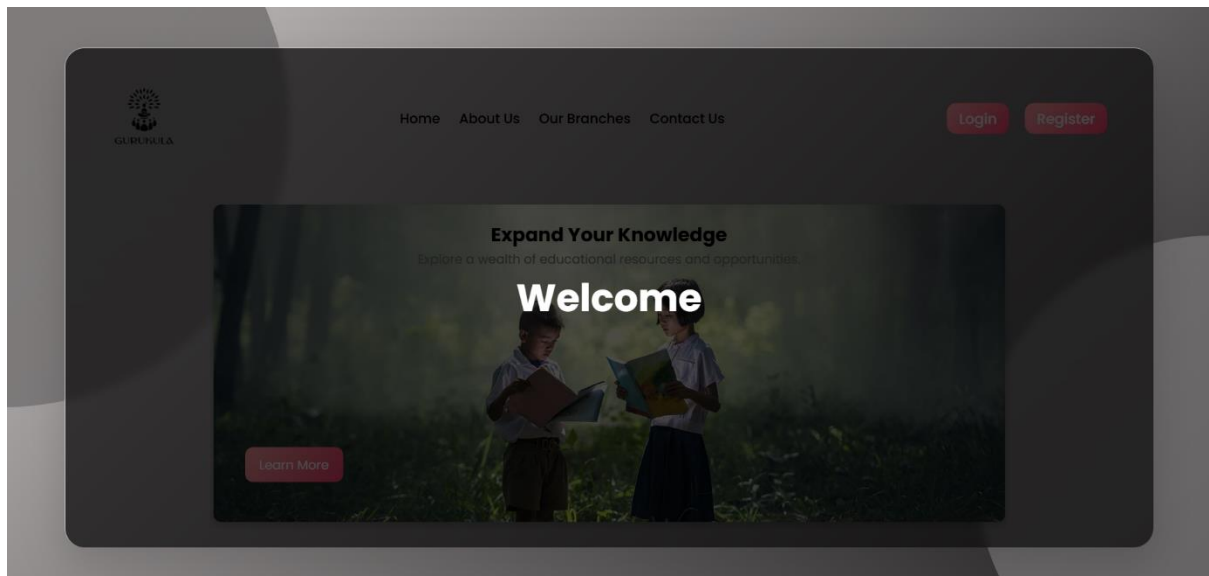 GURUKULA
Home About Us Our Branches Contact Us
Login Register
Expand Your Knowledge
Explore a wealth of educational resources and opportunities.
Welcome
Learn More